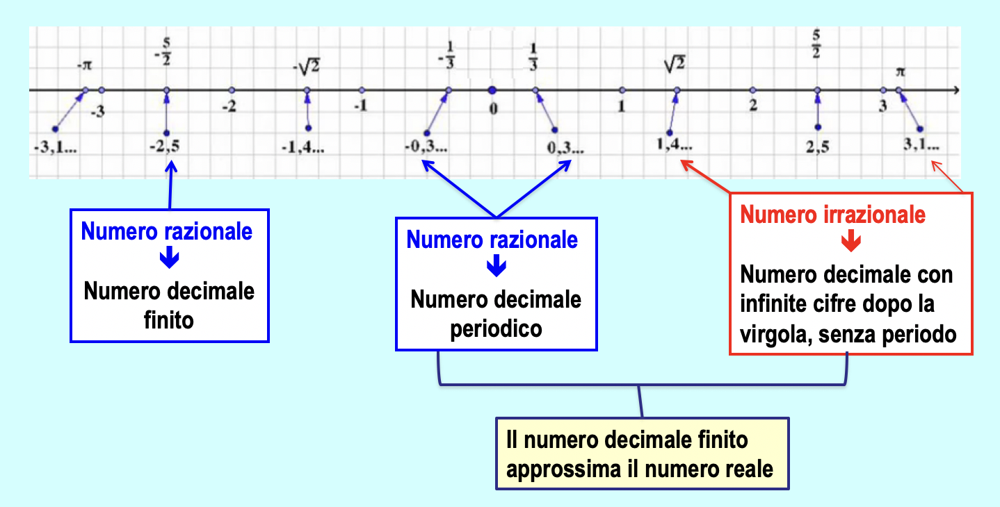 -π -5/2 -√2 -1/3 1/3 √2 5/2 π
-3 -2 -1 0 1 2 3
-3,1... -2,5 -1,4... -0,3... 0,3... 1,4... 2,5 3,1...
Numero razionale
Numero decimale
finito
Numero razionale
Numero decimale
periodico
Numero irrazionale
Numero decimale con
infinite cifre dopo la
virgola, senza periodo
Il numero decimale finito
approssima il numero reale